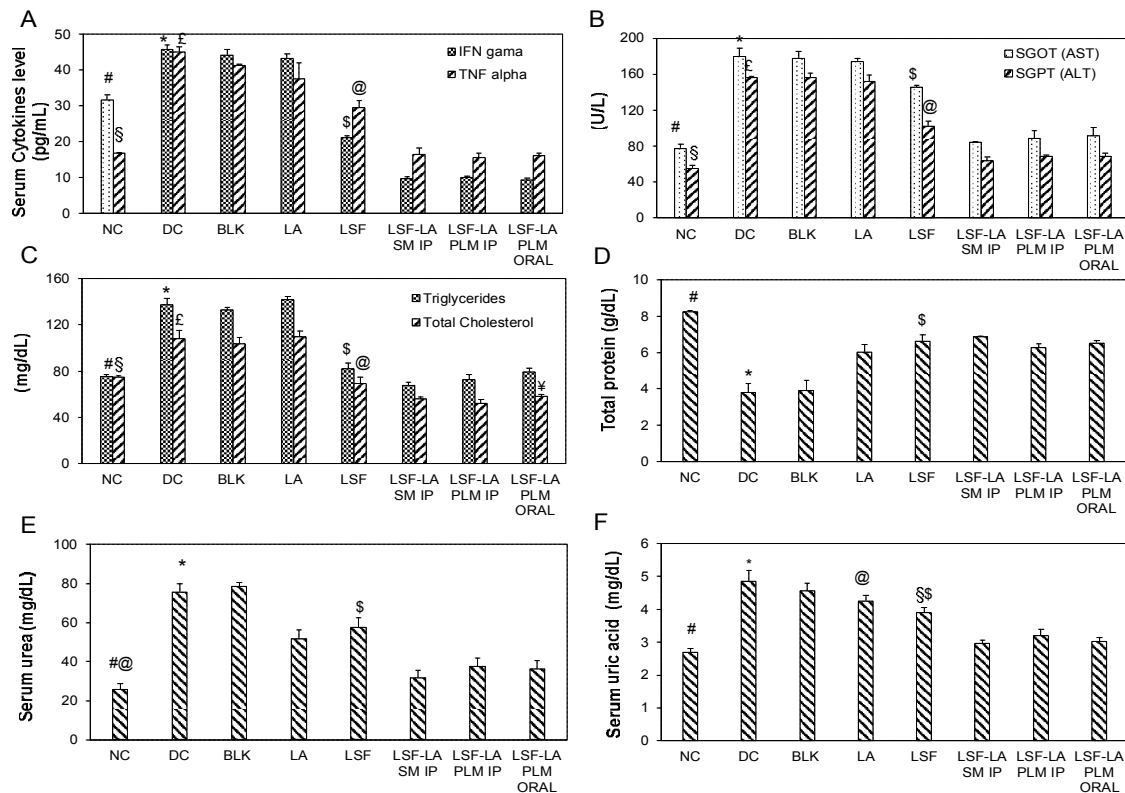 A
Serum Cytokines level
(pg/mL)
50
40
30
20
10
0
IFN gama
TNF alpha
#
§
*
£
$
@
NC DC BLK LA LSF LSF-LA SM IP LSF-LA PLM IP LSF-LA PLM ORAL
B
(U/L)
200
160
120
80
40
0
SGOT (AST)
SGPT (ALT)
#
§
*
£
$
@
NC DC BLK LA LSF LSF-LA SM IP LSF-LA PLM IP LSF-LA PLM ORAL
C
(mg/dL)
160
120
80
40
0
Triglycerides
Total Cholesterol
#§
*
£
$
@
¥
NC DC BLK LA LSF LSF-LA SM IP LSF-LA PLM IP LSF-LA PLM ORAL
D
Total protein (g/dL)
10
8
6
4
2
0
#
*
$
NC DC BLK LA LSF LSF-LA SM IP LSF-LA PLM IP LSF-LA PLM ORAL
E
Serum urea (mg/dL)
100
80
60
40
20
0
#@
*
$
NC DC BLK LA LSF LSF-LA SM IP LSF-LA PLM IP LSF-LA PLM ORAL
F
Serum uric acid (mg/dL)
6
5
4
3
2
1
0
#
*
@
§$
NC DC BLK LA LSF LSF-LA SM IP LSF-LA PLM IP LSF-LA PLM ORAL